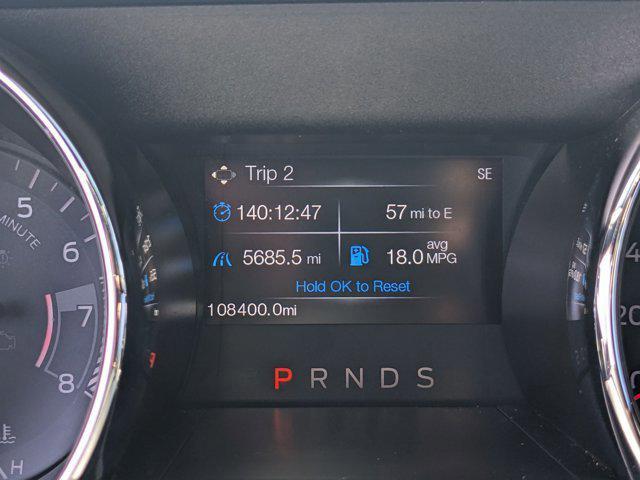 Trip 2 SE
140:12:47 57 mi to E
5685.5 mi 18.0 avg MPG
Hold OK to Reset
108400.0mi
P R N D S
5
6
7
8
H
MINUTE